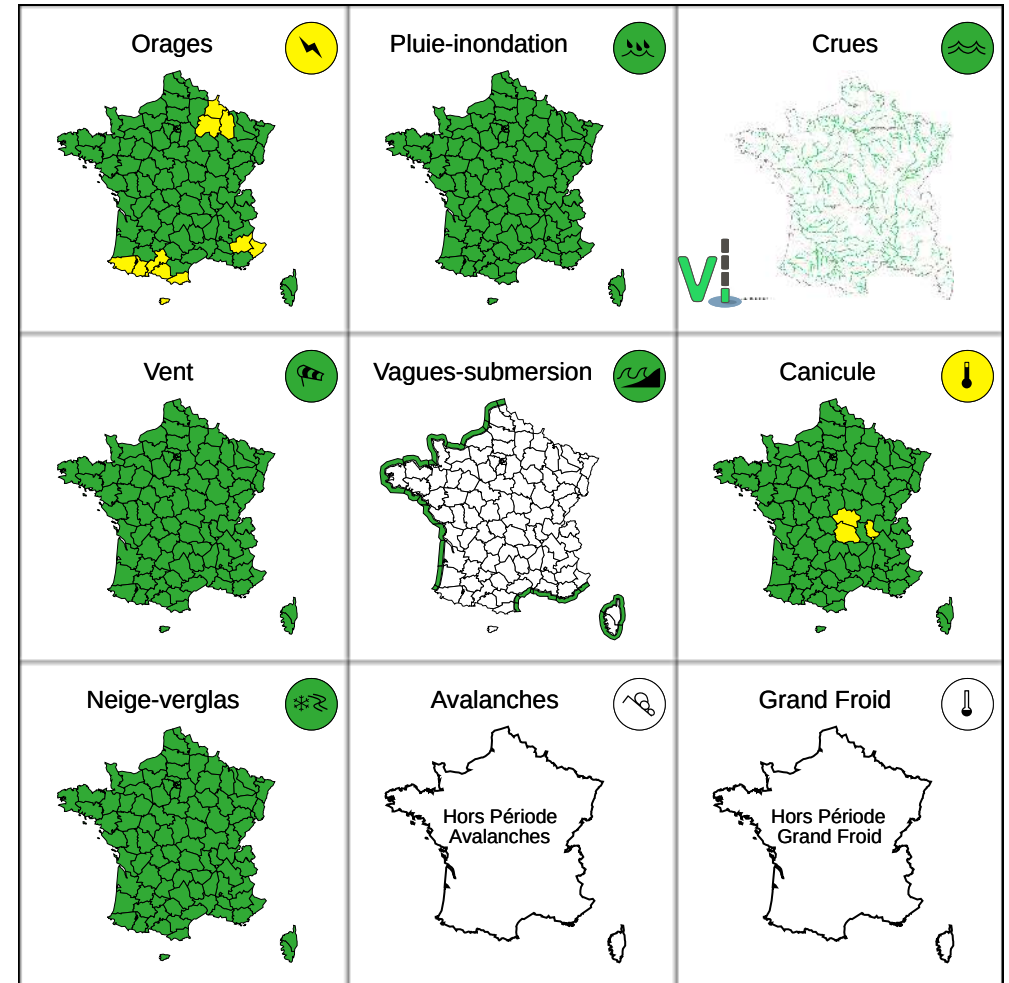 Orages
Pluie-inondation
Crues
Vent
Vagues-submersion
Canicule
Neige-verglas
Avalanches
Grand Froid
Hors Période
Avalanches
Hors Période
Grand Froid